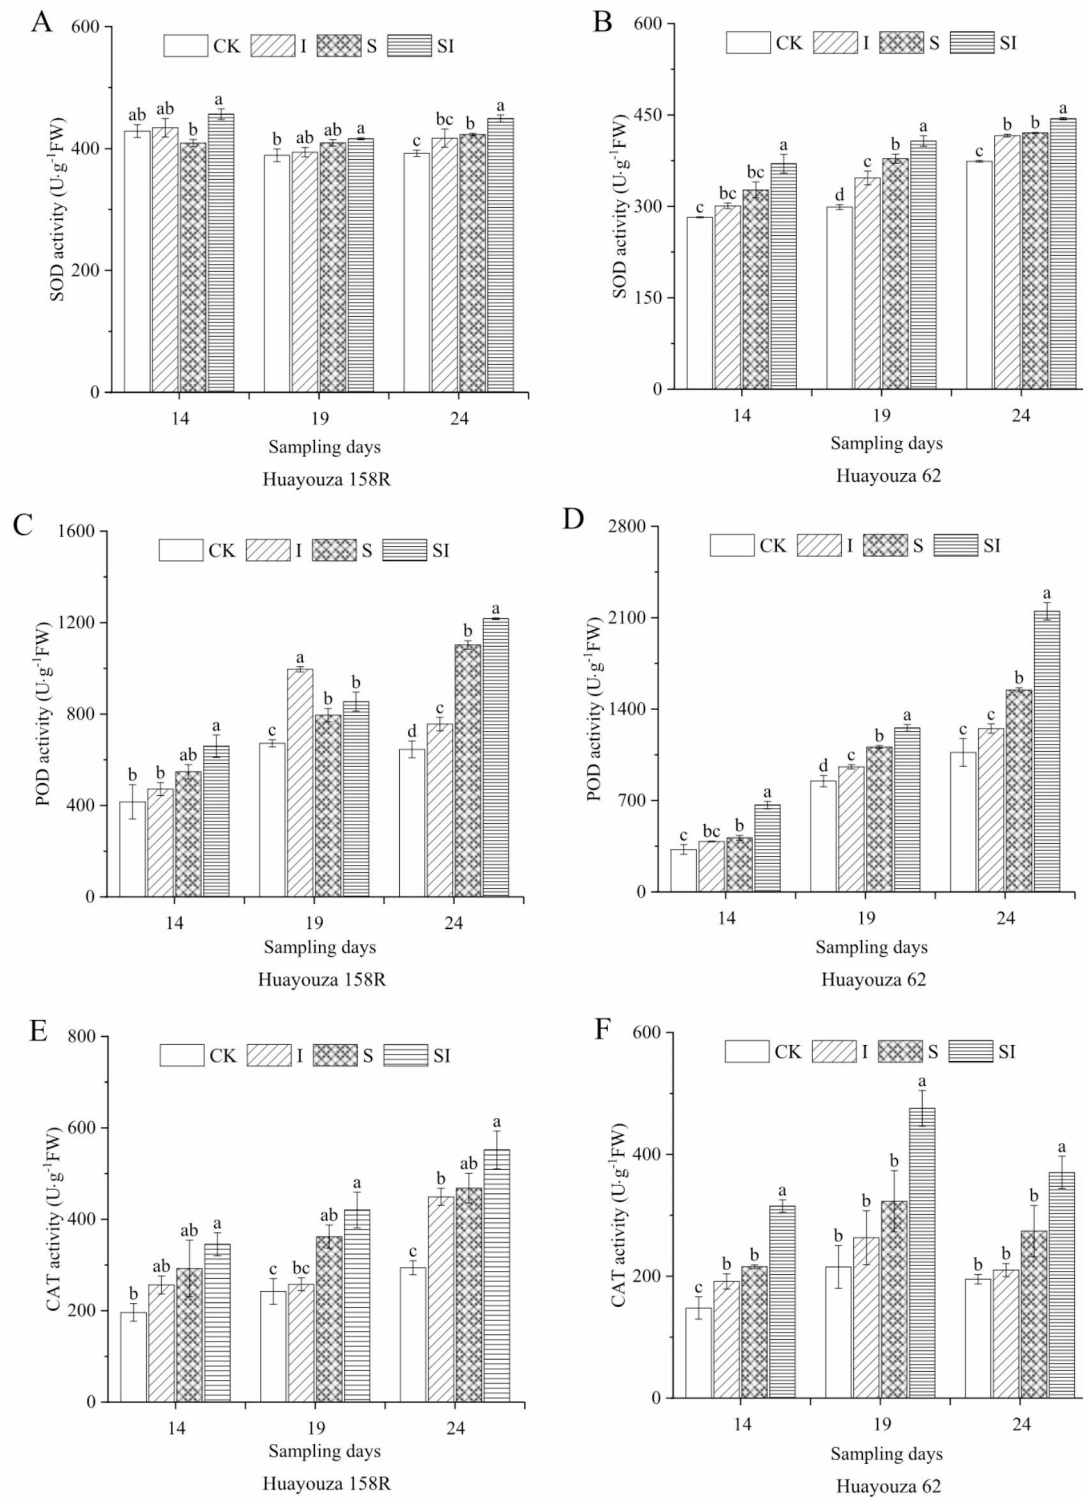 A
CK I S SI
SOD activity (U·g⁻¹FW)
600
400
200
0
ab ab b a
b ab ab a
c bc b a
14 19 24
Sampling days
Huayouza 158R
B
CK I S SI
SOD activity (U·g⁻¹FW)
600
450
300
150
0
c bc bc a
d c b a
c b b a
14 19 24
Sampling days
Huayouza 62
C
CK I S SI
POD activity (U·g⁻¹FW)
1600
1200
800
400
0
b b ab a
c a b b
d c b a
14 19 24
Sampling days
Huayouza 158R
D
CK I S SI
POD activity (U·g⁻¹FW)
2800
2100
1400
700
0
c bc b a
d c b a
c c b a
14 19 24
Sampling days
Huayouza 62
E
CK I S SI
CAT activity (U·g⁻¹FW)
800
600
400
200
0
b ab ab a
c bc ab a
c b ab a
14 19 24
Sampling days
Huayouza 158R
F
CK I S SI
CAT activity (U·g⁻¹FW)
600
400
200
0
c b b a
b b b a
b b b a
14 19 24
Sampling days
Huayouza 62